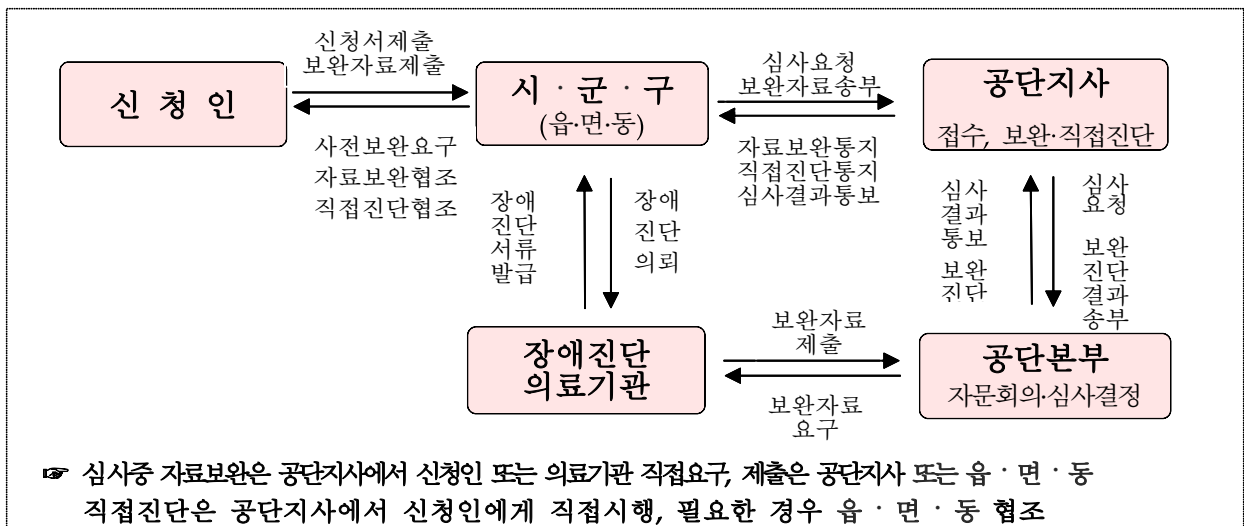 신청서제출
보완자료제출
신 청 인
사전보완요구
자료보완협조
직접진단협조
시 · 군 · 구
(읍·면·동)
심사요청
보완자료송부
자료보완통지
직접진단통지
심사결과통보
공단지사
접수, 보완·직접진단
장애
진단
서류
발급
장애
진단
의뢰
심사
결과
통보
보완
진단
심사
요청
보완
진단
결과
송부
장애진단
의료기관
보완자료
제출
보완자료
요구
공단본부
자문회의·심사결정
☞ 심사중 자료보완은 공단지사에서 신청인 또는 의료기관 직접요구, 제출은 공단지사 또는 읍 · 면 · 동
직접진단은 공단지사에서 신청인에게 직접시행, 필요한 경우 읍 · 면 · 동 협조